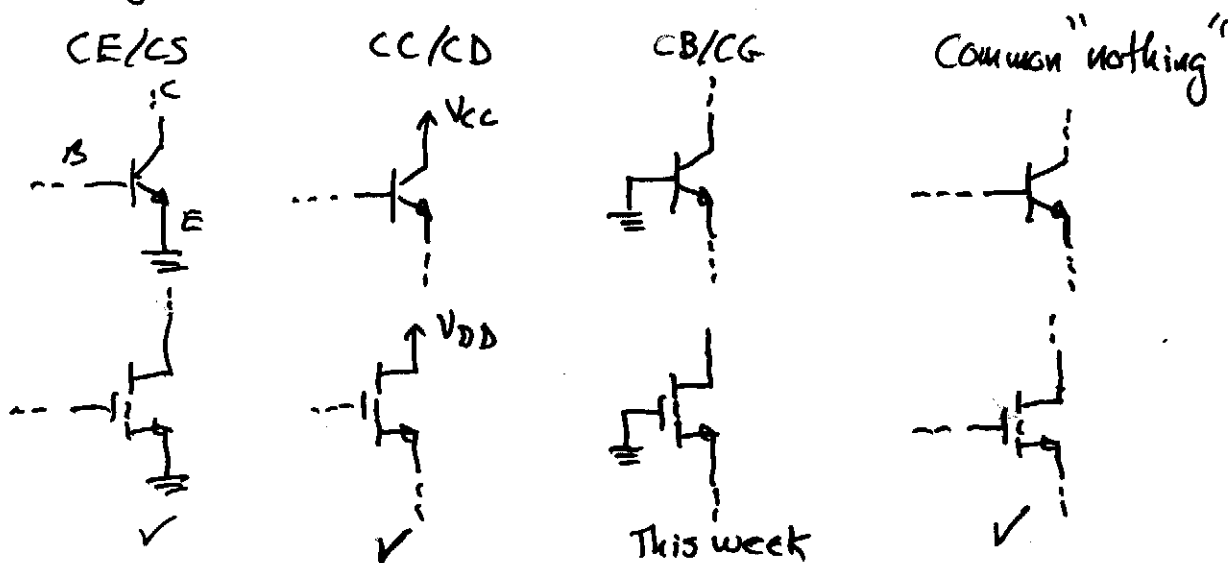 CE/CS CC/CD CB/CG Common "nothing"
C
B
E
VCC
VDD
✓ ✓ This week ✓